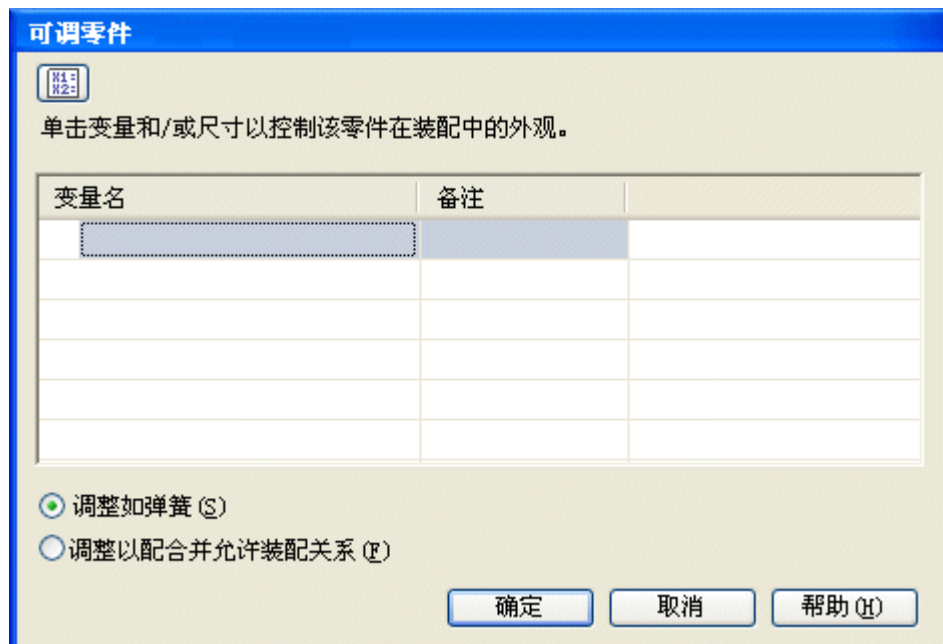 可调零件
X1=
X2=
单击变量和/或尺寸以控制该零件在装配中的外观。
变量名 备注
调整如弹簧(S)
调整以配合并允许装配关系(F)
确定 取消 帮助(H)